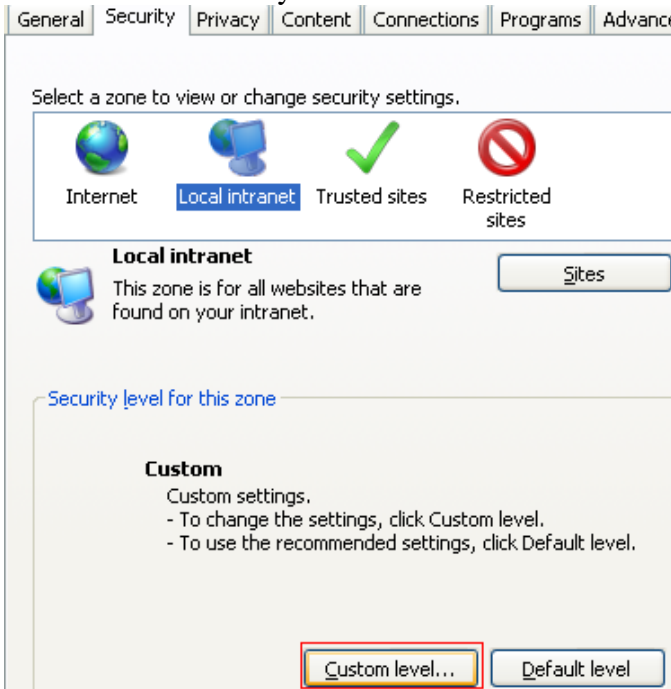 General Security Privacy Content Connections Programs
Select a zone to view or change security settings.
Internet Local intranet Trusted sites Restricted
sites
Local intranet
Sites
This zone is for all websites that are
found on your intranet.
Security level for this zone
Custom
Custom settings.
- To change the settings, click Custom level.
- To use the recommended settings, click Default level.
Custom level... Default level